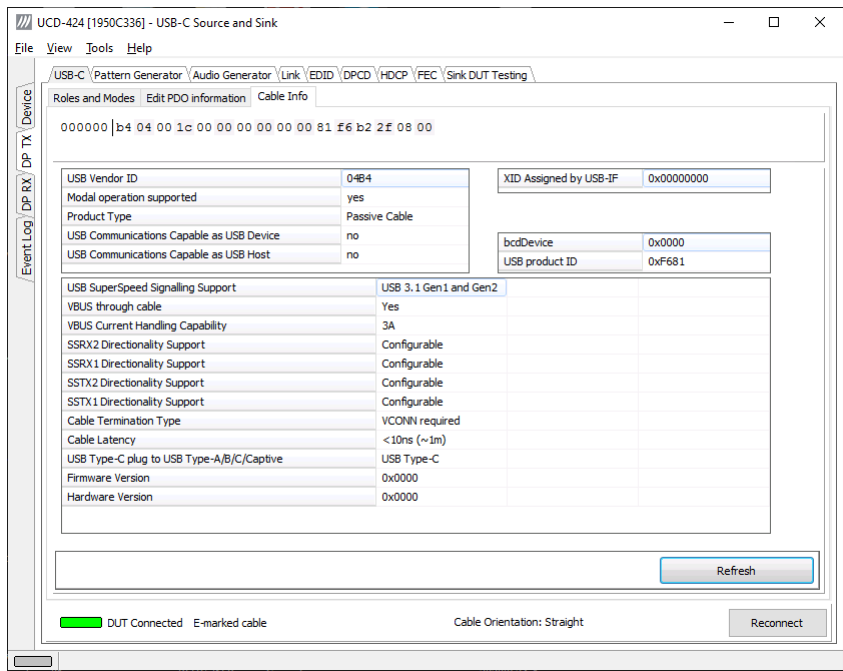 UCD-424 [1950C336] - USB-C Source and Sink
File View Tools Help
USB-C Pattern Generator Audio Generator Link EDID DPCD HDCP FEC Sink DUT Testing
Roles and Modes Edit PDO information Cable Info
Device
DP TX
DP RX
Event Log
000000 b4 04 00 1c 00 00 00 00 00 00 81 f6 b2 2f 08 00
USB Vendor ID 04B4
Modal operation supported yes
Product Type Passive Cable
USB Communications Capable as USB Device no
USB Communications Capable as USB Host no
XID Assigned by USB-IF 0x00000000
bcdDevice 0x0000
USB product ID 0xF681
USB SuperSpeed Signalling Support USB 3.1 Gen1 and Gen2
VBUS through cable Yes
VBUS Current Handling Capability 3A
SSRX2 Directionality Support Configurable
SSRX1 Directionality Support Configurable
SSTX2 Directionality Support Configurable
SSTX1 Directionality Support Configurable
Cable Termination Type VCONN required
Cable Latency <10ns (~1m)
USB Type-C plug to USB Type-A/B/C/Captive USB Type-C
Firmware Version 0x0000
Hardware Version 0x0000
Refresh
DUT Connected E-marked cable Cable Orientation: Straight Reconnect